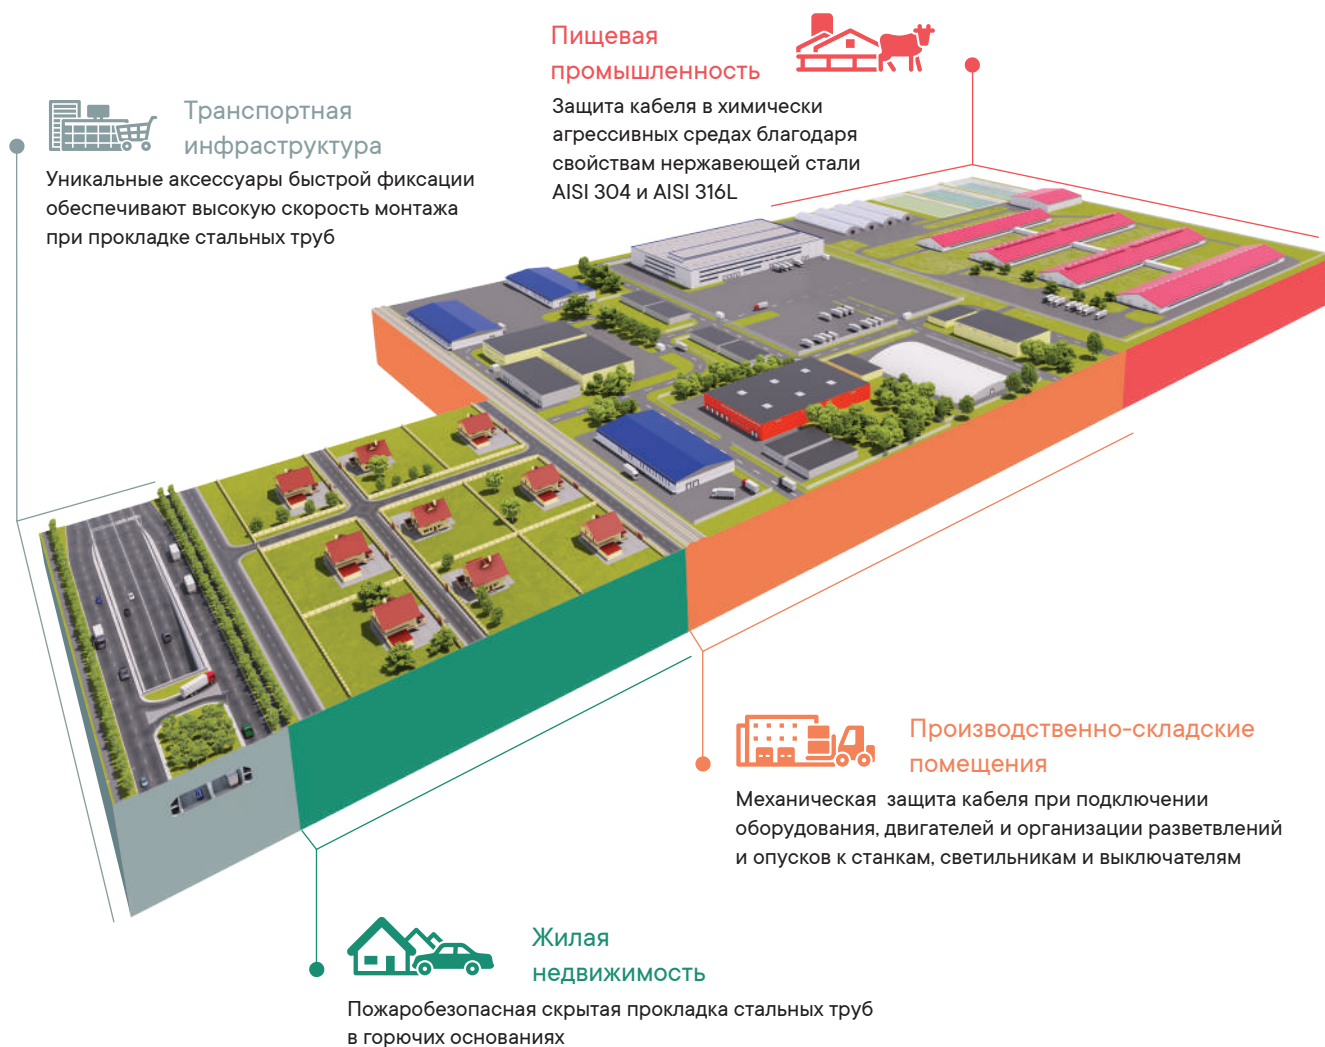 Пищевая
промышленность
Защита кабеля в химически
агрессивных средах благодаря
свойствам нержавеющей стали
AISI 304 и AISI 316L
Транспортная
инфраструктура
Уникальные аксессуары быстрой фиксации
обеспечивают высокую скорость монтажа
при прокладке стальных труб
Производственно-складские
помещения
Механическая защита кабеля при подключении
оборудования, двигателей и организации разветвлений
и опусков к станкам, светильникам и выключателям
Жилая
недвижимость
Пожаробезопасная скрытая прокладка стальных труб
в горючих основаниях